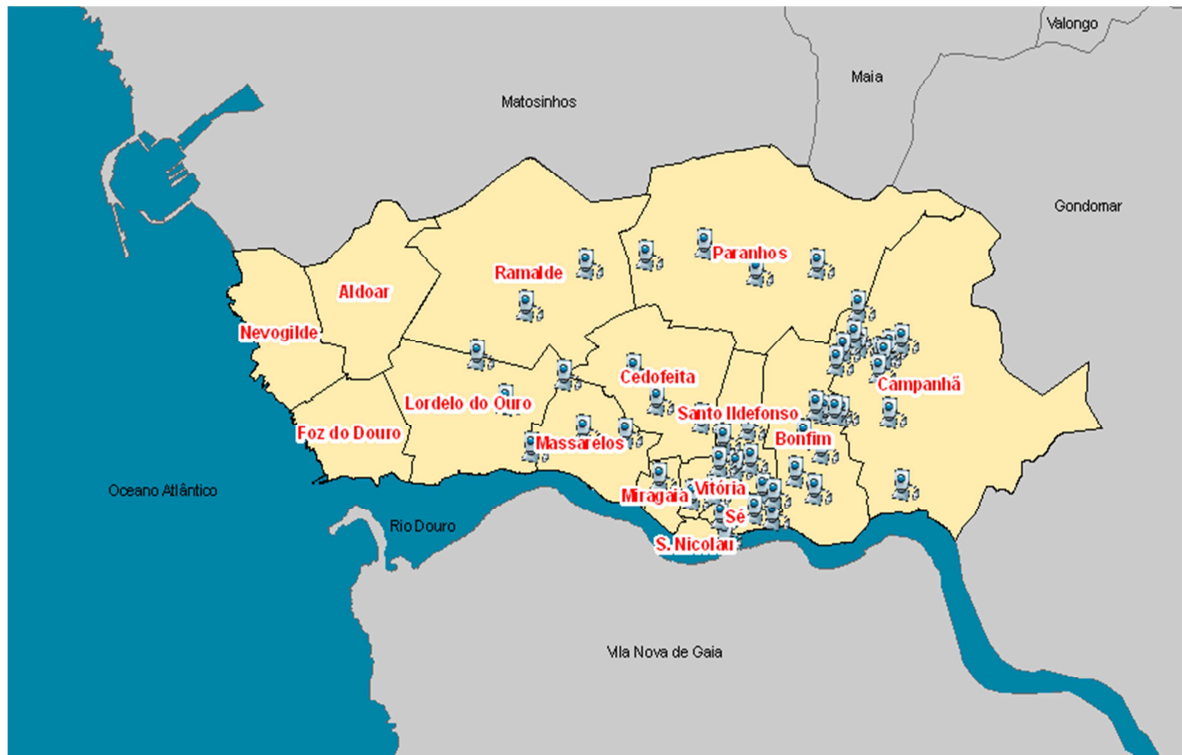 Valongo
Maia
Matosinhos
Gondomar
Paranhos
Ramalde
Aldoar
Nevogilde
Cedofeita
Campanhã
Lordelo do Ouro
Santo Ildefonso
Foz do Douro
Massarelos
Bonfim
Oceano Atlântico
Miragaia
Vitória
Sé
Rio Douro
S. Nicolau
Vila Nova de Gaia